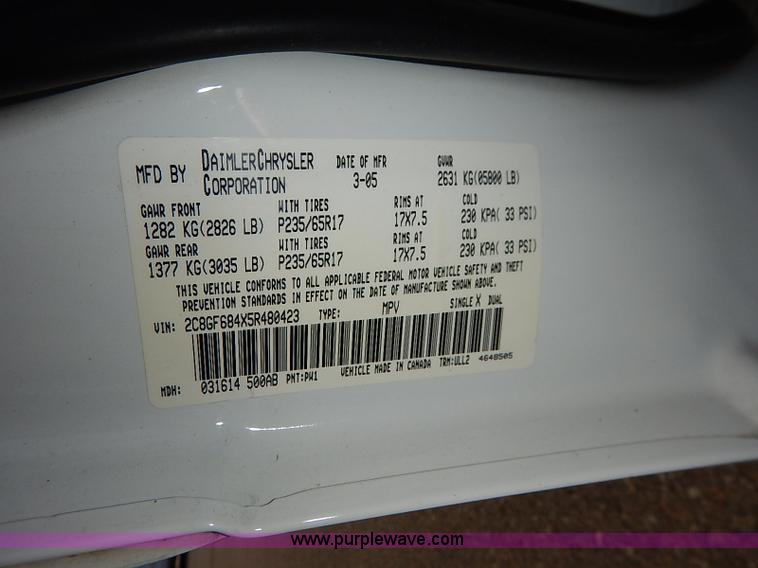 MFD BY DAIMLERCHRYSLER CORPORATION DATE OF MFR 3-05 GVWR 2631 KG(05800 LB)
GAWR FRONT WITH TIRES RIMS AT COLD
1282 KG(2826 LB) P235/65R17 17X7.5 230 KPA( 33 PSI)
GAWR REAR WITH TIRES RIMS AT COLD
1377 KG(3035 LB) P235/65R17 17X7.5 230 KPA( 33 PSI)
THIS VEHICLE CONFORMS TO ALL APPLICABLE FEDERAL MOTOR VEHICLE SAFETY AND THEFT
PREVENTION STANDARDS IN EFFECT ON THE DATE OF MANUFACTURE SHOWN ABOVE.
VIN: 2C8GF684X5R480423 TYPE: MPV SINGLE X DUAL
MDH: 031614 500AB PNT:PW1 VEHICLE MADE IN CANADA TRM:ULL2 4648505
www.purplewave.com